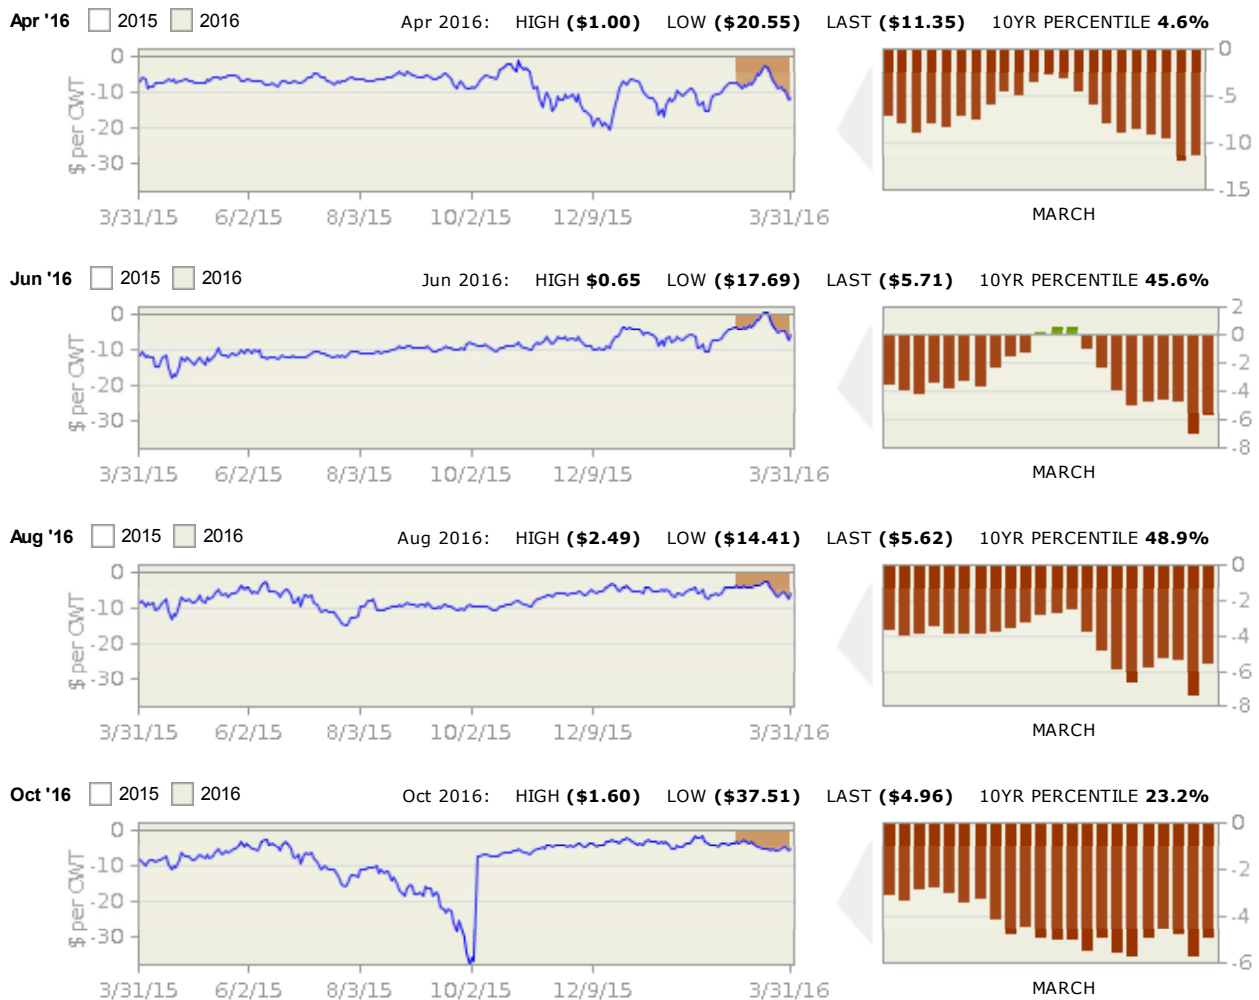 Apr '16 2015 2016 Apr 2016: HIGH ($1.00) LOW ($20.55) LAST ($11.35) 10YR PERCENTILE 4.6%
0
-10
-20
-30
$ per CWT
3/31/15 6/2/15 8/3/15 10/2/15 12/9/15 3/31/16
0
-5
-10
-15
MARCH
Jun '16 2015 2016 Jun 2016: HIGH $0.65 LOW ($17.69) LAST ($5.71) 10YR PERCENTILE 45.6%
0
-10
-20
-30
$ per CWT
3/31/15 6/2/15 8/3/15 10/2/15 12/9/15 3/31/16
2
0
-2
-4
-6
-8
MARCH
Aug '16 2015 2016 Aug 2016: HIGH ($2.49) LOW ($14.41) LAST ($5.62) 10YR PERCENTILE 48.9%
0
-10
-20
-30
$ per CWT
3/31/15 6/2/15 8/3/15 10/2/15 12/9/15 3/31/16
0
-2
-4
-6
-8
MARCH
Oct '16 2015 2016 Oct 2016: HIGH ($1.60) LOW ($37.51) LAST ($4.96) 10YR PERCENTILE 23.2%
0
-10
-20
-30
$ per CWT
3/31/15 6/2/15 8/3/15 10/2/15 12/9/15 3/31/16
0
-2
-4
-6
MARCH